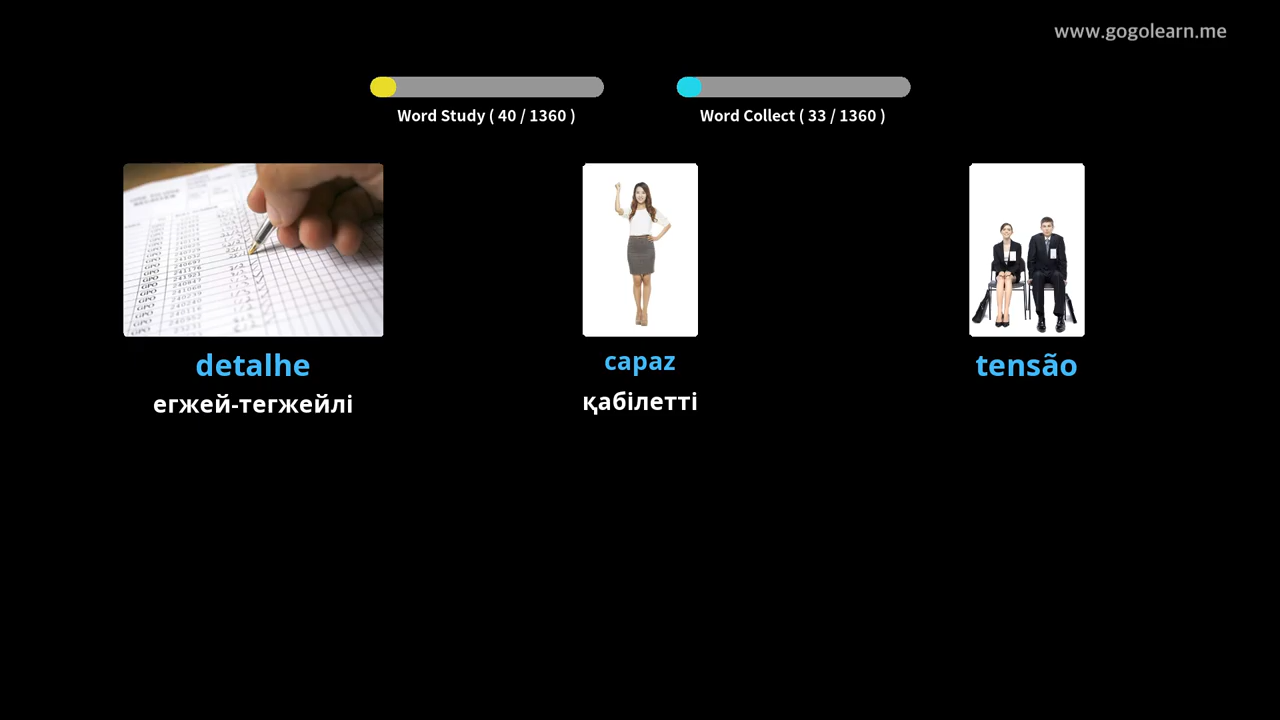 www.gogolearn.me
Word Study ( 40 / 1360 )
Word Collect ( 33 / 1360 )
detalhe
егжей-тегжейлі
capaz
қабілетті
tensão